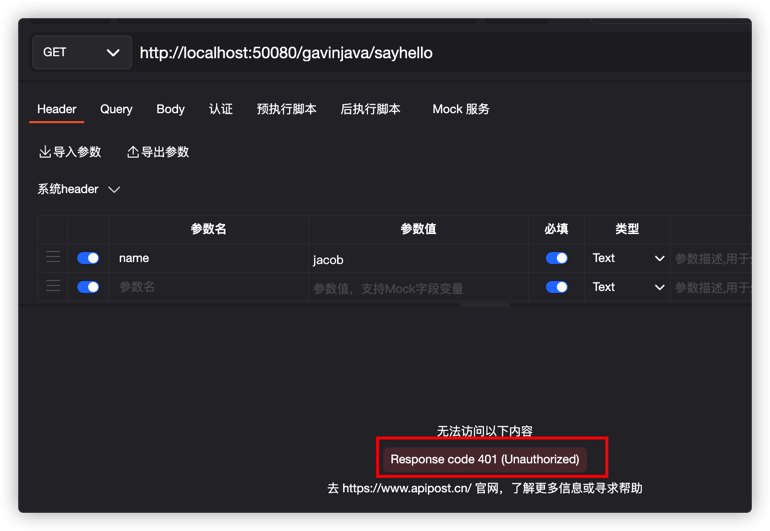 GET http://localhost:50080/gavinjava/sayhello
Header Query Body 认证 预执行脚本 后执行脚本 Mock 服务
导入参数 导出参数
系统header
参数名 参数值 必填 类型
name jacob Text 参数描述,用于
参数名 参数值，支持Mock字段变量 Text 参数描述,用于
无法访问以下内容
Response code 401 (Unauthorized)
去 https://www.apipost.cn/ 官网，了解更多信息或寻求帮助